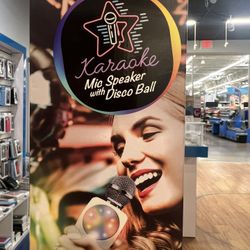 Karaoke
Mic Speaker
with Disco Ball